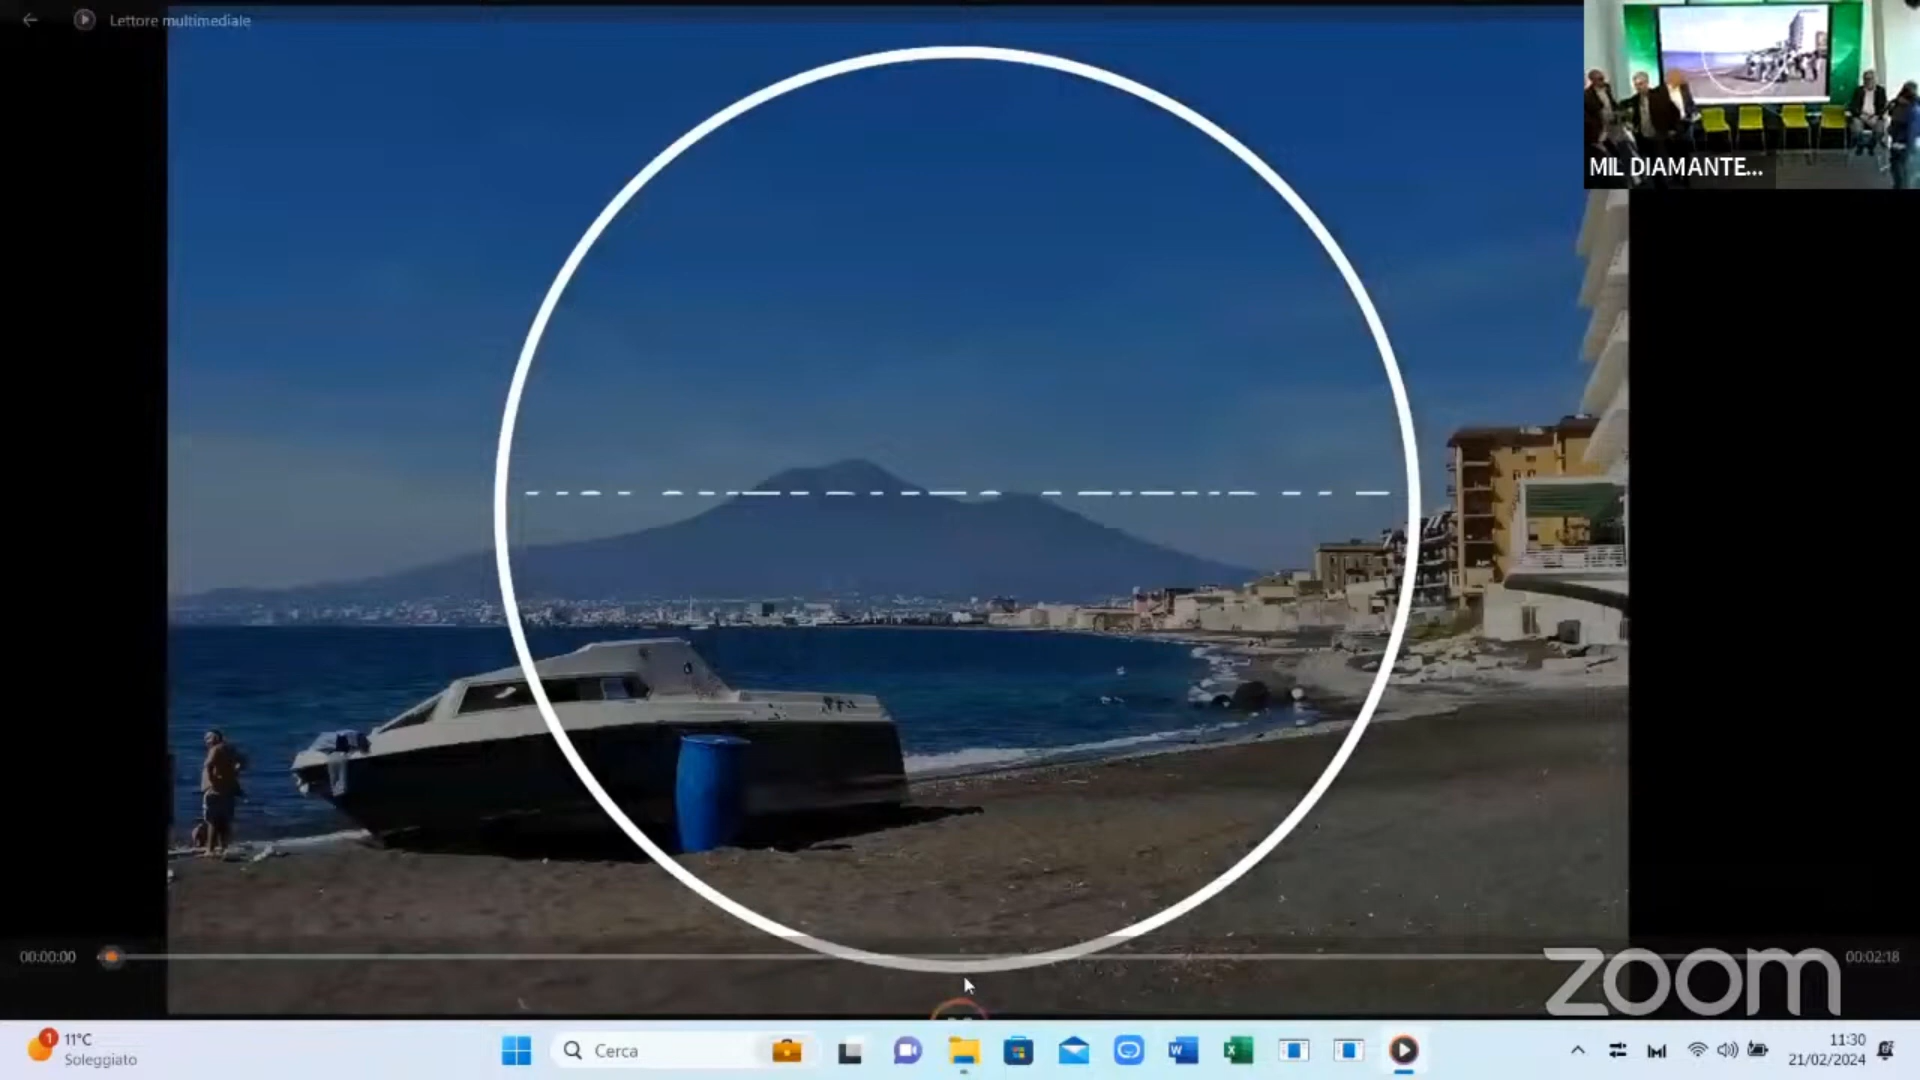 Lettore multimediale
MIL DIAMANTE...
00:00:00
00:02:18
zoom
1
11°C
Soleggiato
Cerca
11:30
21/02/2024